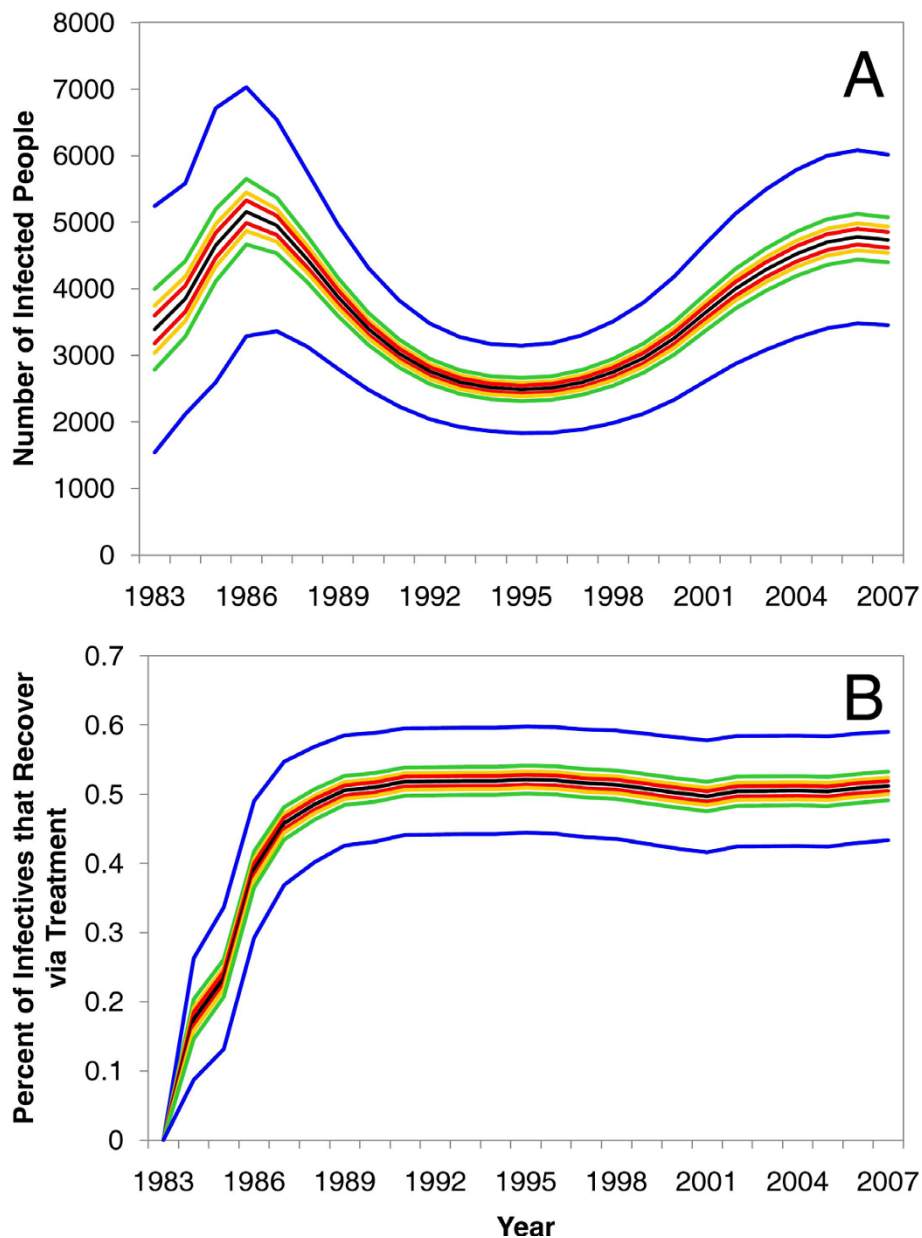 A
Number of Infected People
8000
7000
6000
5000
4000
3000
2000
1000
0
1983 1986 1989 1992 1995 1998 2001 2004 2007
B
Percent of Infectives that Recover
via Treatment
0.7
0.6
0.5
0.4
0.3
0.2
0.1
0
1983 1986 1989 1992 1995 1998 2001 2004 2007
Year